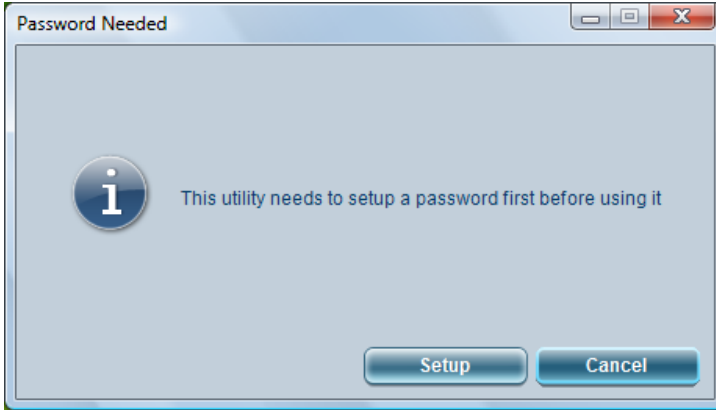 Password Needed
This utility needs to setup a password first before using it
Setup
Cancel